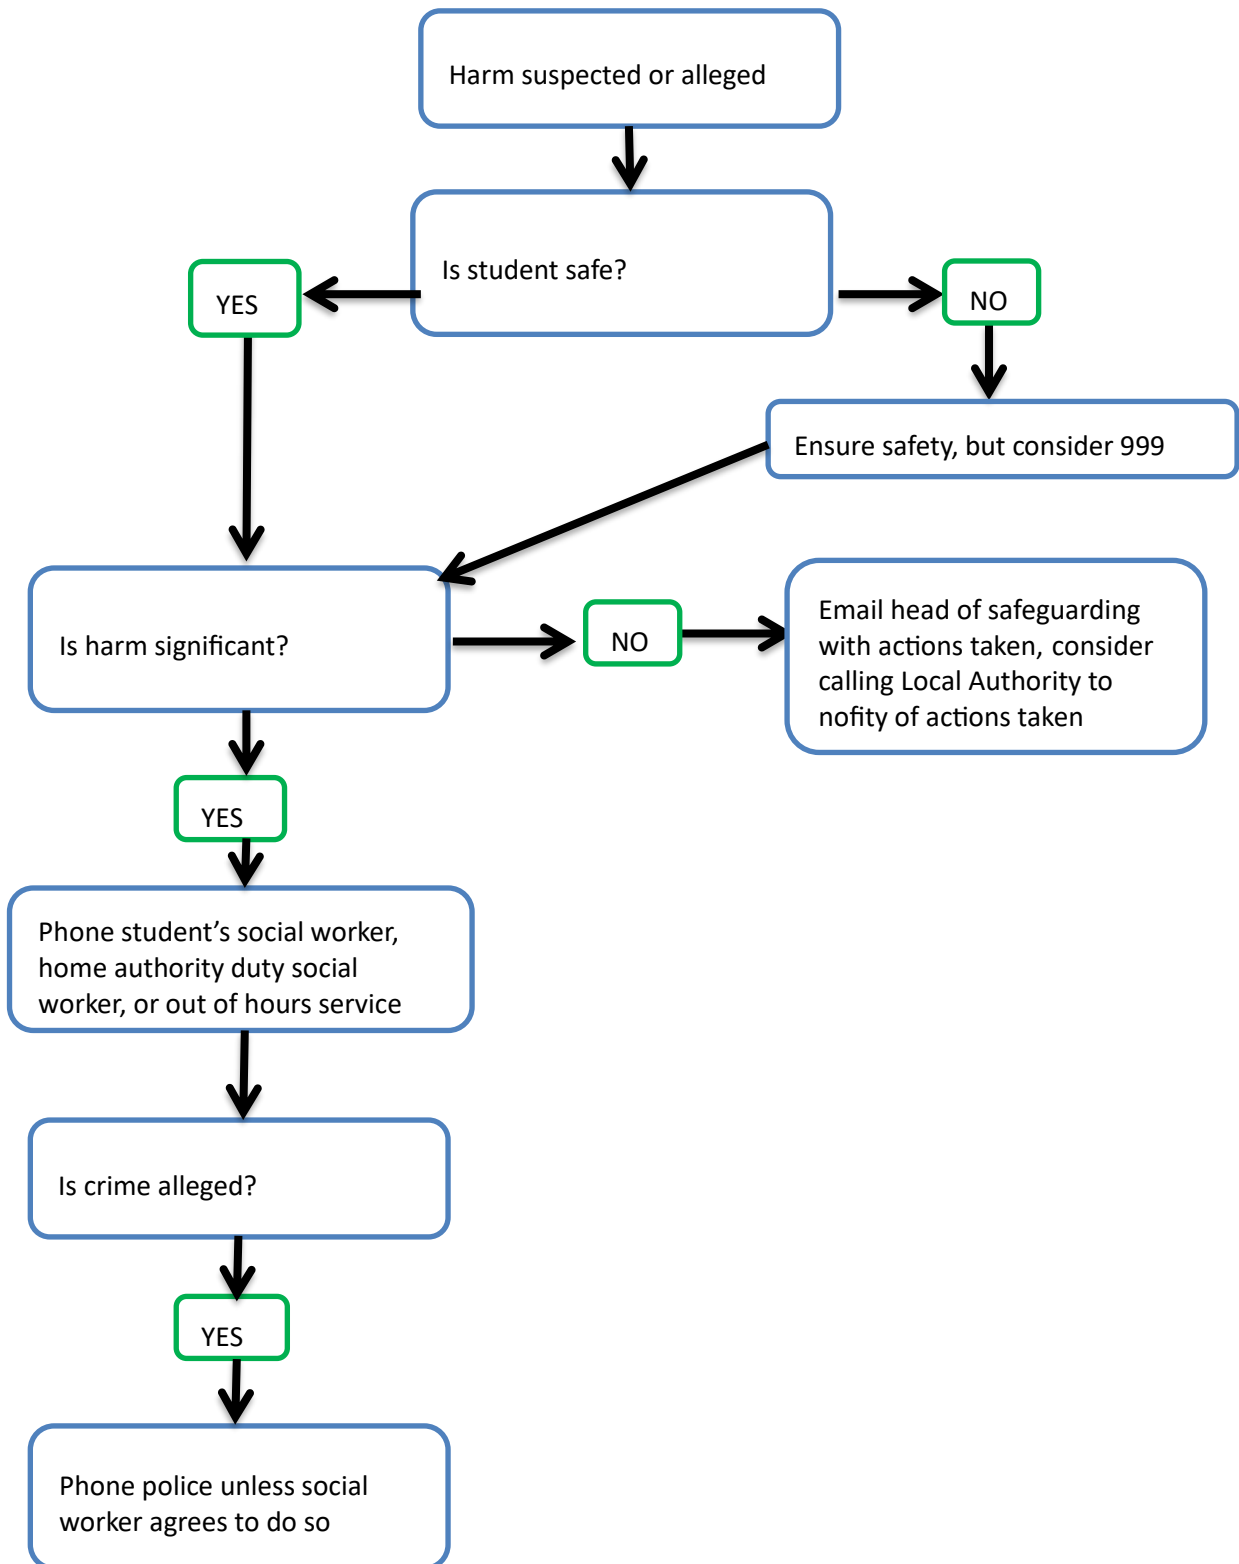 Harm suspected or alleged
Is student safe?
YES
NO
Ensure safety, but consider 999
Is harm significant?
NO
Email head of safeguarding
with actions taken, consider
calling Local Authority to
nofity of actions taken
YES
Phone student’s social worker,
home authority duty social
worker, or out of hours service
Is crime alleged?
YES
Phone police unless social
worker agrees to do so